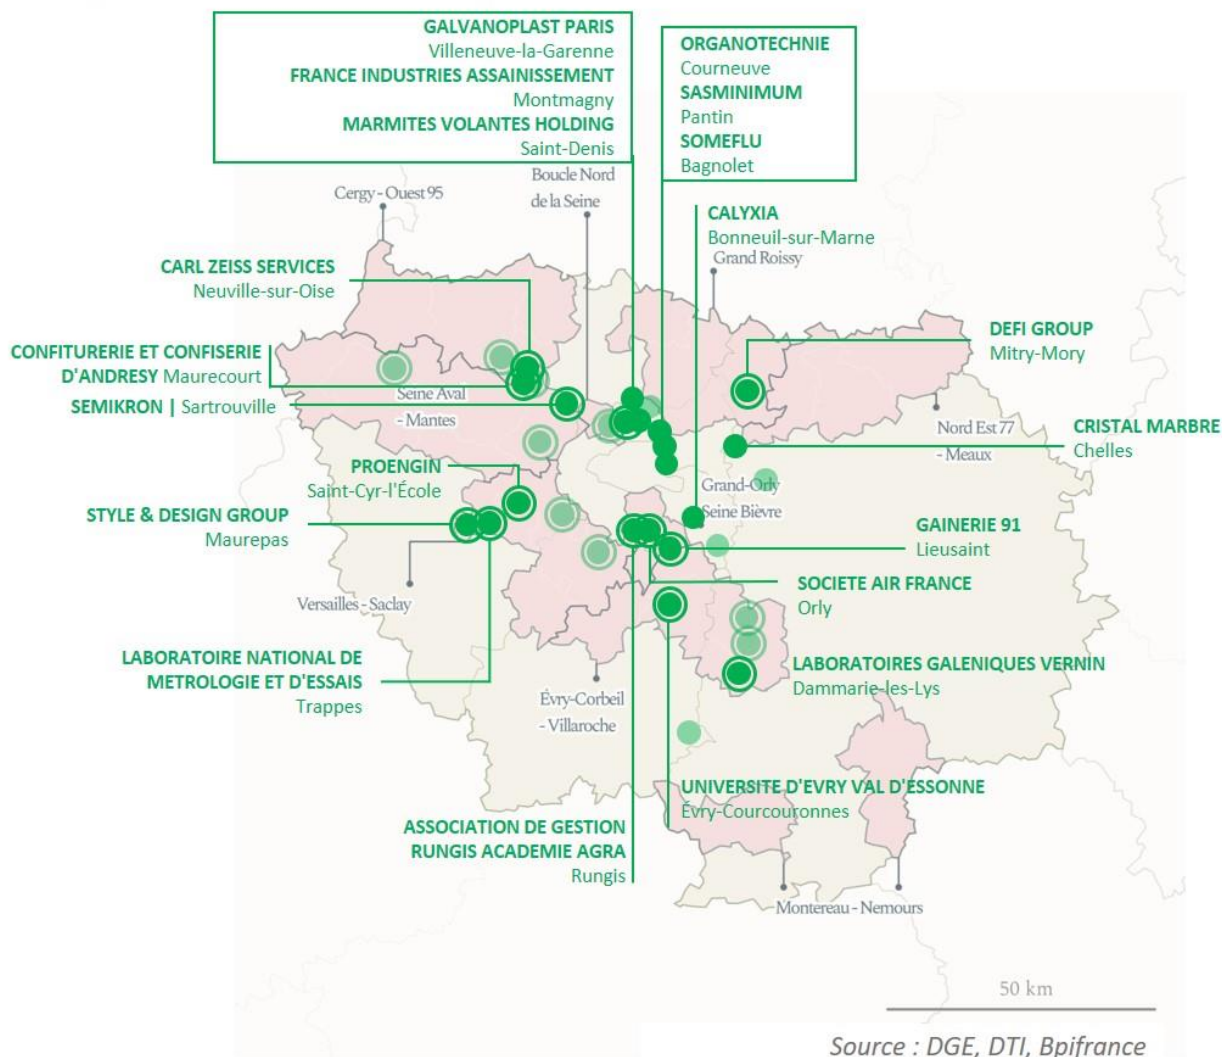 GALVANOPLAST PARIS
Villeneuve-la-Garenne
FRANCE INDUSTRIES ASSAINISSEMENT
Montmagny
MARMITES VOLANTES HOLDING
Saint-Denis
ORGANOTECHNIE
Courneuve
SASMINIMUM
Pantin
SOMEFLU
Bagnolet
Boucle Nord
de la Seine
Cergy - Ouest 95
CALYXIA
Bonneuil-sur-Marne
Grand Roissy
CARL ZEISS SERVICES
Neuville-sur-Oise
DEFI GROUP
Mitry-Mory
CONFITURERIE ET CONFISERIE
D'ANDRESY Maurecourt
SEMIKRON | Sartrouville
Seine Aval
- Mantes
Nord Est 77
- Meaux
CRISTAL MARBRE
Chelles
PROENGIN
Saint-Cyr-l'École
Grand-Orly
Seine Bièvre
STYLE & DESIGN GROUP
Maurepas
GAINERIE 91
Lieusaint
SOCIETE AIR FRANCE
Orly
Versailles - Saclay
LABORATOIRE NATIONAL DE
METROLOGIE ET D'ESSAIS
Trappes
LABORATOIRES GALENIQUES VERNIN
Dammarie-les-Lys
Évry-Corbeil
- Villaroche
UNIVERSITE D'EVRY VAL D'ESSONNE
Évry-Courcouronnes
ASSOCIATION DE GESTION
RUNGIS ACADEMIE AGRA
Rungis
Montereau - Nemours
50 km
Source : DGE, DTI, Bpifrance